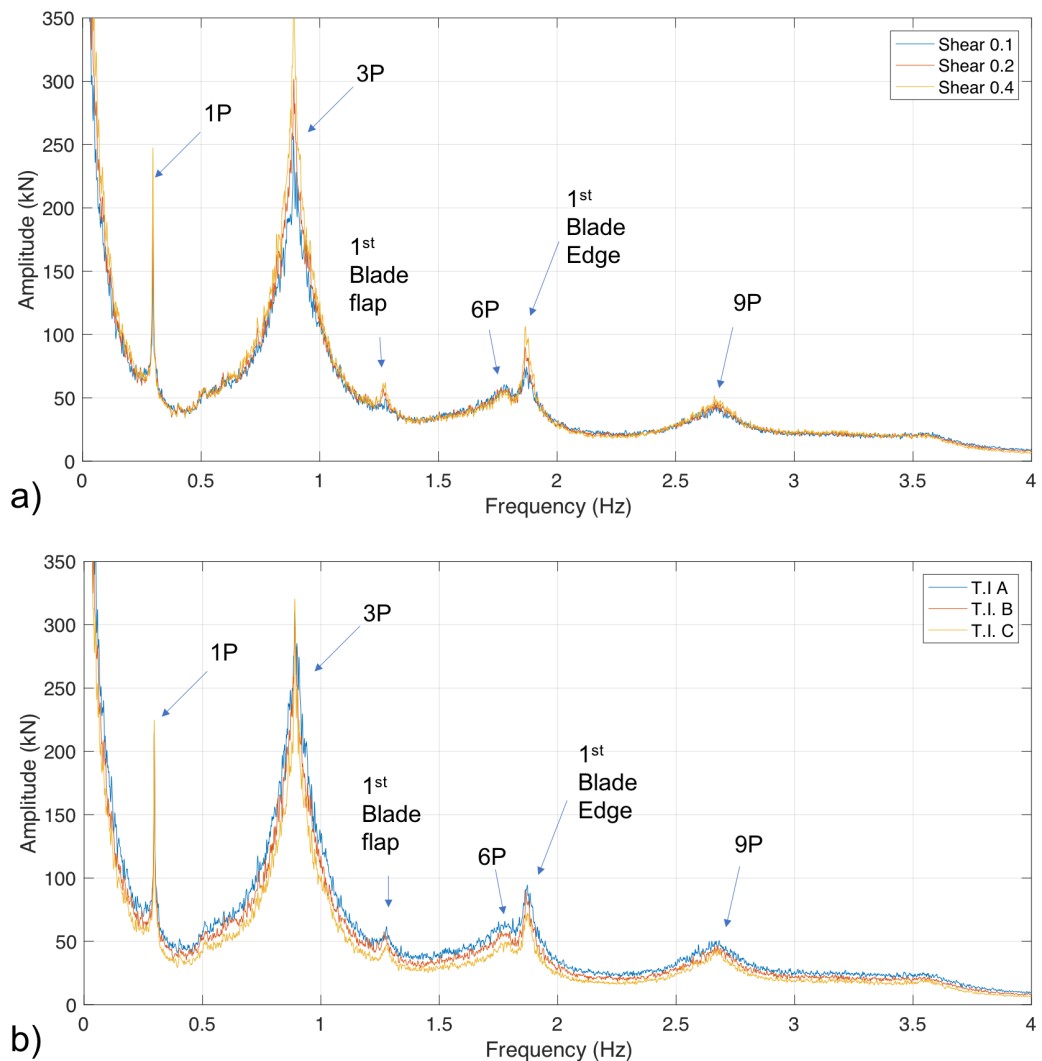 350
300
250
200
150
100
50
0
Amplitude (kN)
Shear 0.1
Shear 0.2
Shear 0.4
1P
3P
1st
Blade
flap
6P
1st
Blade
Edge
9P
0 0.5 1 1.5 2 2.5 3 3.5 4
Frequency (Hz)
a)
350
300
250
200
150
100
50
0
Amplitude (kN)
T.I A
T.I. B
T.I. C
1P
3P
1st
Blade
flap
6P
1st
Blade
Edge
9P
0 0.5 1 1.5 2 2.5 3 3.5 4
Frequency (Hz)
b)